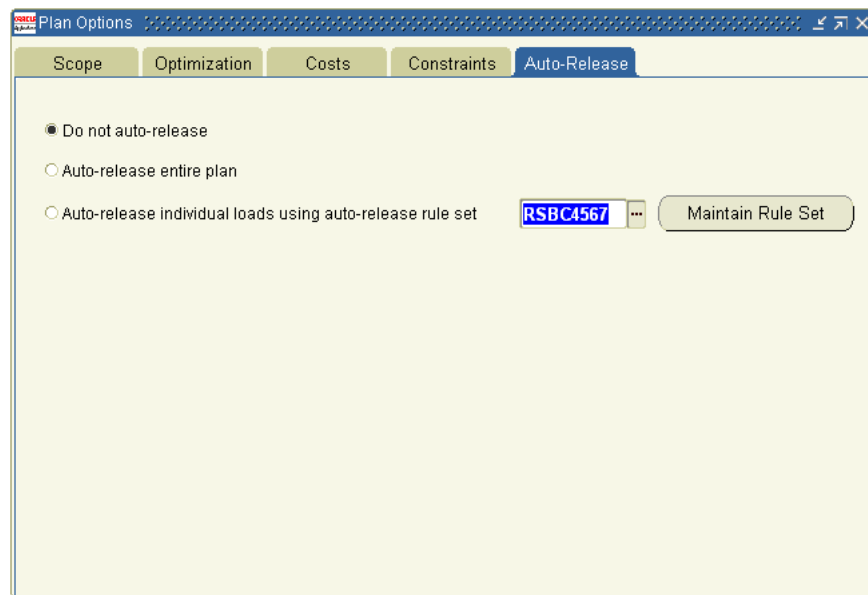 ORACLE
Plan Options
Scope Optimization Costs Constraints Auto-Release
Do not auto-release
Auto-release entire plan
Auto-release individual loads using auto-release rule set RSBC4567 ... Maintain Rule Set